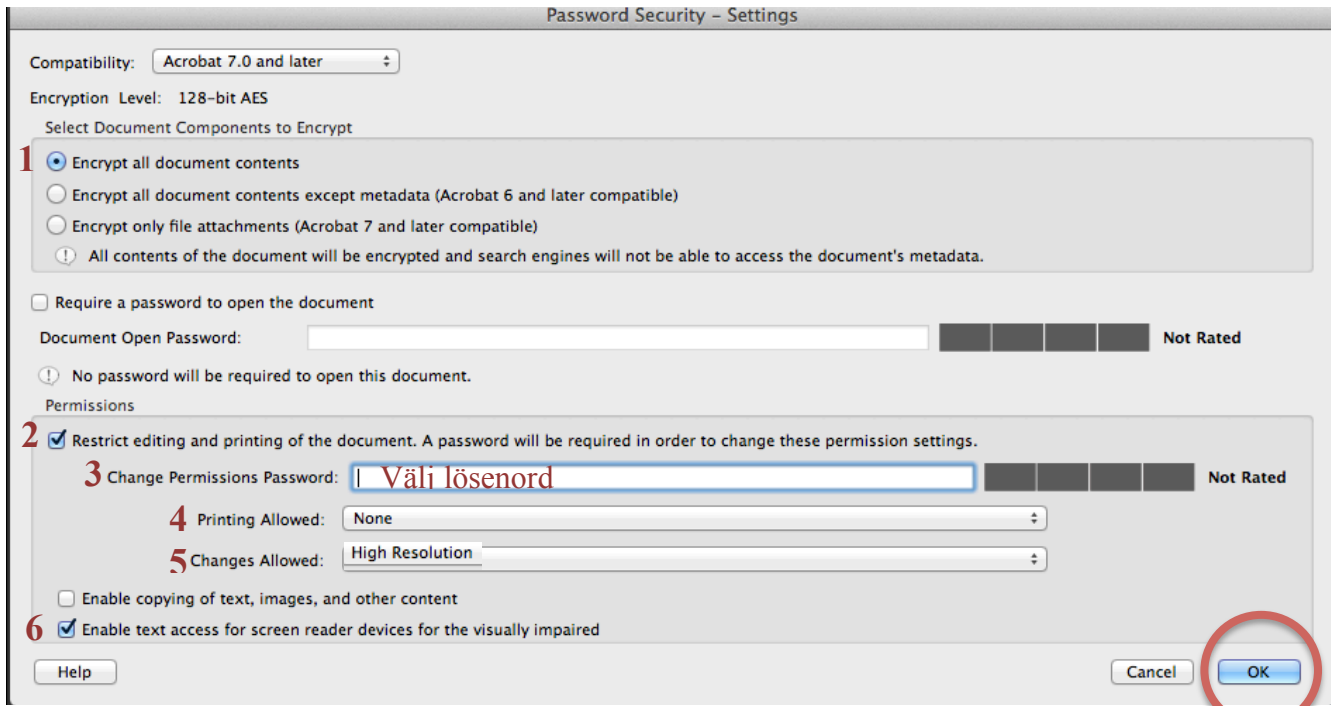 Password Security – Settings
Compatibility: Acrobat 7.0 and later
Encryption Level: 128-bit AES
Select Document Components to Encrypt
1 Encrypt all document contents
Encrypt all document contents except metadata (Acrobat 6 and later compatible)
Encrypt only file attachments (Acrobat 7 and later compatible)
All contents of the document will be encrypted and search engines will not be able to access the document's metadata.
Require a password to open the document
Document Open Password: Not Rated
No password will be required to open this document.
Permissions
2 Restrict editing and printing of the document. A password will be required in order to change these permission settings.
3 Change Permissions Password: Välj lösenord Not Rated
4 Printing Allowed: None
5 Changes Allowed: High Resolution
Enable copying of text, images, and other content
6 Enable text access for screen reader devices for the visually impaired
Help Cancel OK